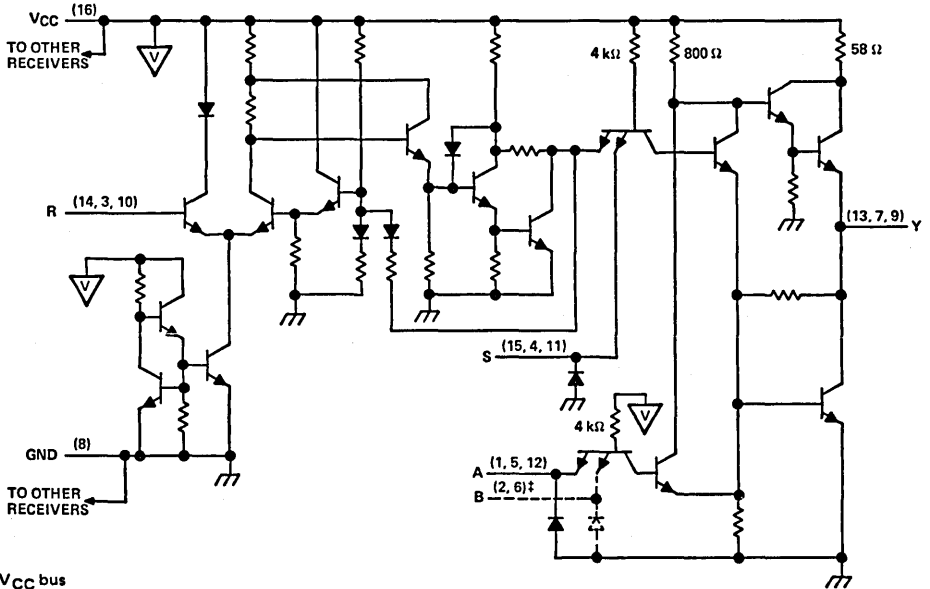 VCC (16)
TO OTHER
RECEIVERS
V
4 kΩ
800 Ω
58 Ω
R (14, 3, 10)
(13, 7, 9) Y
V
S (15, 4, 11)
V
4 kΩ
GND (8)
A (1, 5, 12)
B (2, 6)‡
TO OTHER
RECEIVERS
VCC bus